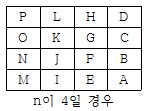 P L H D
O K G C
N J F B
M I E A
n이 4일 경우